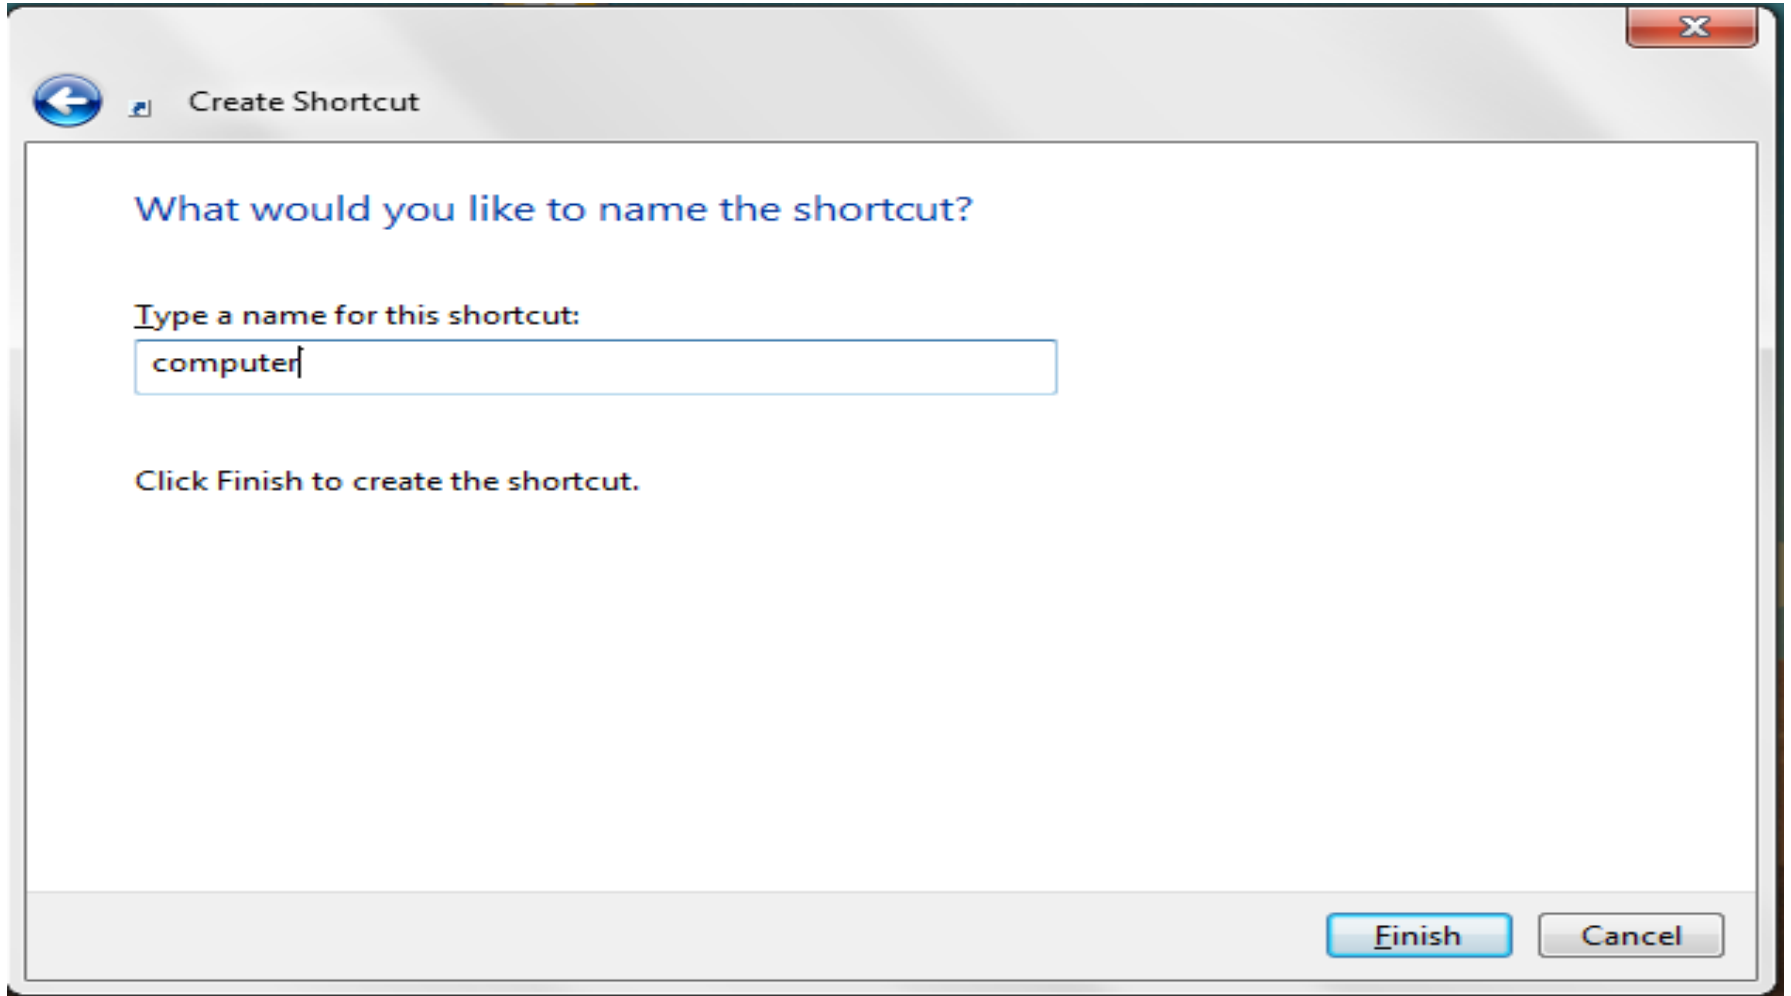 Create Shortcut
What would you like to name the shortcut?
Type a name for this shortcut:
computer
Click Finish to create the shortcut.
Finish
Cancel